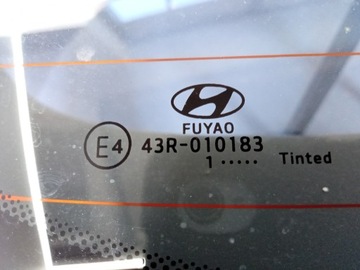 FUYAO
E4 43R-010183
1 ····· Tinted